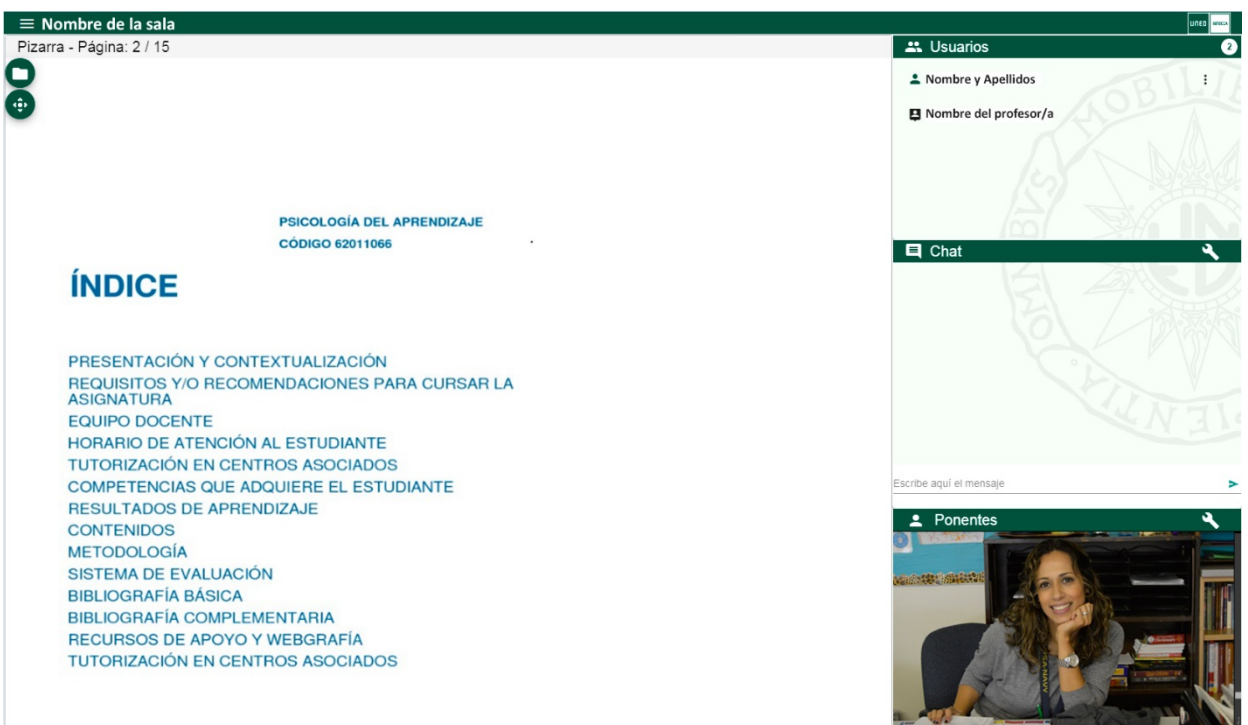 Nombre de la sala
UNED
Pizarra - Página: 2 / 15
PSICOLOGÍA DEL APRENDIZAJE
CÓDIGO 62011066
ÍNDICE
PRESENTACIÓN Y CONTEXTUALIZACIÓN
REQUISITOS Y/O RECOMENDACIONES PARA CURSAR LA
ASIGNATURA
EQUIPO DOCENTE
HORARIO DE ATENCIÓN AL ESTUDIANTE
TUTORIZACIÓN EN CENTROS ASOCIADOS
COMPETENCIAS QUE ADQUIERE EL ESTUDIANTE
RESULTADOS DE APRENDIZAJE
CONTENIDOS
METODOLOGÍA
SISTEMA DE EVALUACIÓN
BIBLIOGRAFÍA BÁSICA
BIBLIOGRAFÍA COMPLEMENTARIA
RECURSOS DE APOYO Y WEBGRAFÍA
TUTORIZACIÓN EN CENTROS ASOCIADOS
Usuarios
2
Nombre y Apellidos
Nombre del profesor/a
Chat
Escribe aquí el mensaje
Ponentes